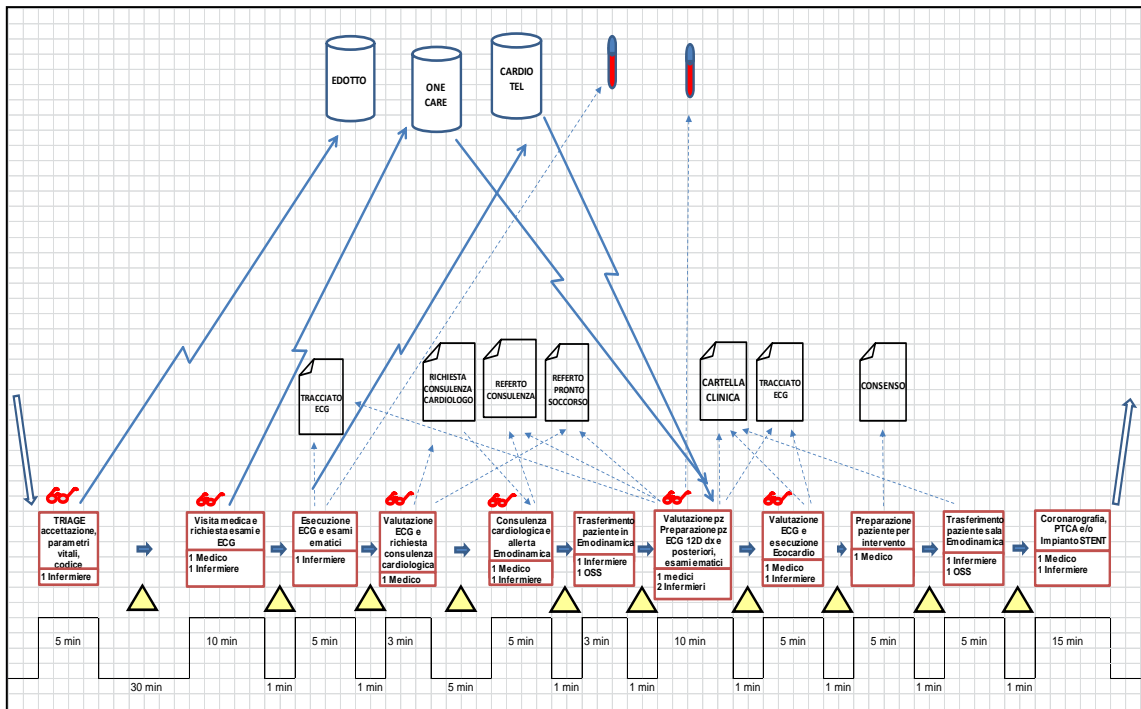 EDOTTO
ONE
CARE
CARDIO
TEL
TRACCIATO
ECG
RICHIESTA
CONSULENZA
CARDIOLOGO
REFERTO
CONSULENZA
REFERTO
PRONTO
SOCCORSO
CARTELLA
CLINICA
TRACCIATO
ECG
CONSENSO
TRIAGE
accettazione,
parametri
vitali,
codice
1 Infermiere
Visita medica e
richiesta esami e
ECG
1 Medico
1 Infermiere
Esecuzione
ECG e esami
ematici
1 Infermiere
Valutazione
ECG e
richiesta
consulenza
cardiologica
1 Medico
Consulenza
cardiologica e
allerta
Emodinamica
1 Medico
1 Infermiere
Trasferimento
paziente in
Emodinamica
1 Infermiere
1 OSS
Valutazione pz
Preparazione pz
ECG 12D dx e
posteriori,
esami ematici
1 medici
2 Infermieri
Valutazione
ECG e
esecuzione
Ecocardio
1 Medico
1 Infermiere
Preparazione
paziente per
intervento
1 Medico
Trasferimento
paziente sala
Emodinamica
1 Infermiere
1 OSS
Coronarografia,
PTCA e/o
Impianto STENT
1 Medico
1 Infermiere
5 min
10 min
5 min
3 min
5 min
3 min
10 min
5 min
5 min
5 min
15 min
30 min
1 min
1 min
5 min
1 min
1 min
1 min
1 min
1 min
1 min